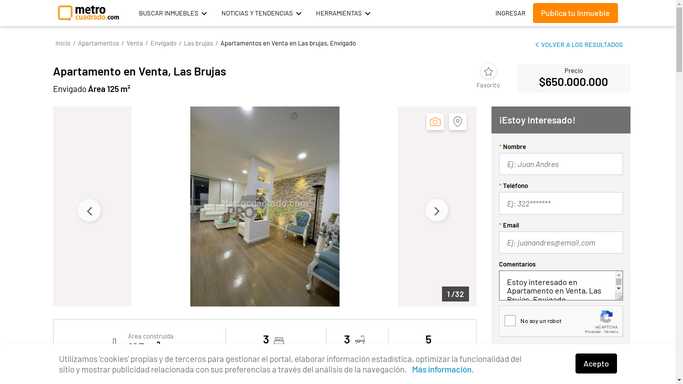 metro
cuadrado.com
BUSCAR INMUEBLES
NOTICIAS Y TENDENCIAS
HERRAMIENTAS
INGRESAR
Publica tu Inmueble
Inicio / Apartamentos / Venta / Envigado / Las brujas / Apartamentos en Venta en Las brujas, Envigado
VOLVER A LOS RESULTADOS
Apartamento en Venta, Las Brujas
Envigado Área 125 m²
Favorito
Precio
$650.000.000
1 / 32
¡Estoy Interesado!
* Nombre
Ej: Juan Andres
* Teléfono
Ej: 322*******
* Email
Ej: juanandres@email.com
Comentarios
Estoy interesado en
Apartamento en Venta, Las
Brujas, Envigado
No soy un robot
reCAPTCHA
Privacidad - Términos
Área construida
3
3
5
Utilizamos 'cookies' propias y de terceros para gestionar el portal, elaborar información estadística, optimizar la funcionalidad del
sitio y mostrar publicidad relacionada con sus preferencias a través del análisis de la navegación. Más información.
Acepto